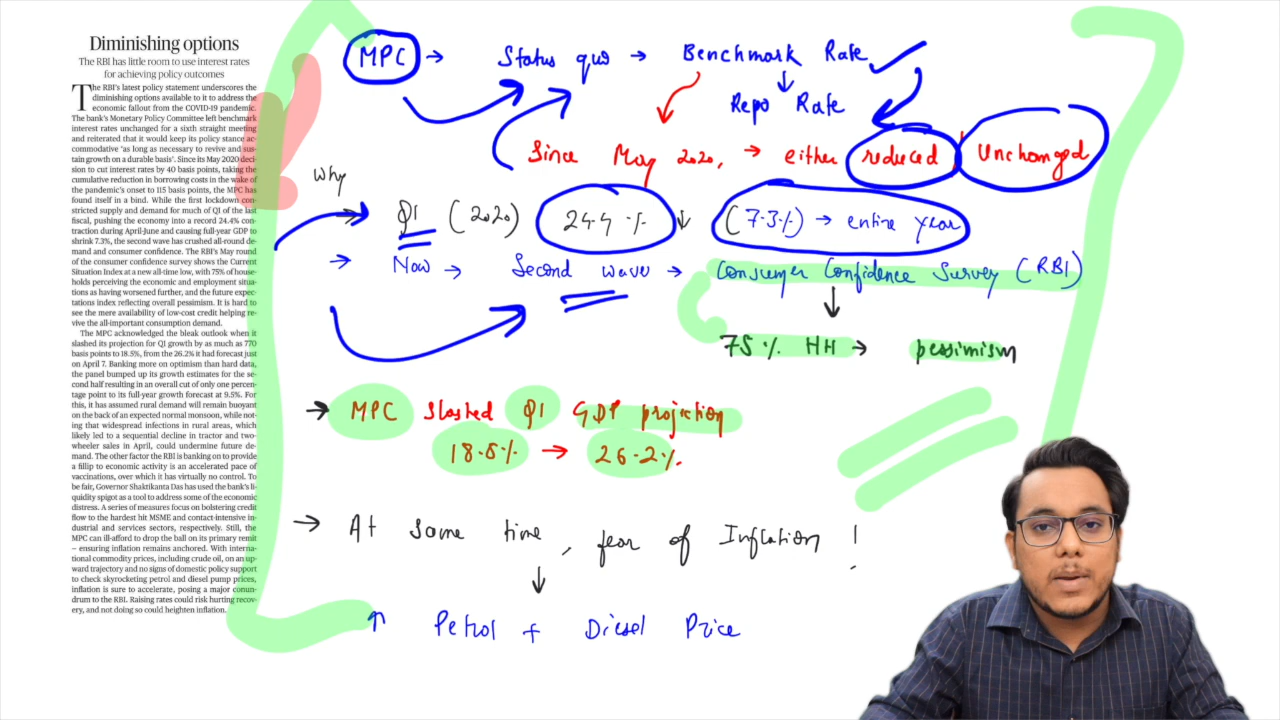 Diminishing options
The RBI has little room to use interest rates
for achieving policy outcomes
The RBI's latest policy statement underscores the
diminishing options available to it to address the
economic fallout from the COVID-19 pandemic.
The bank's Monetary Policy Committee left benchmark
interest rates unchanged for a sixth straight meeting
and reiterated that it would keep its policy stance ac-
commodative 'as long as necessary to revive and sus-
tain growth on a durable basis'. Since its May 2020 deci-
sion to cut interest rates by 40 basis points, taking the
cumulative reduction in borrowing costs in the wake of
the pandemic's onset to 115 basis points, the MPC has
found itself in a bind. While the first lockdown con-
stricted supply and demand for much of Q1 of the last
fiscal, pushing the economy into a record 24.4% con-
traction during April-June and causing full-year GDP to
shrink 7.3%, the second wave has crushed all-round de-
mand and consumer confidence. The RBI's May round
of the consumer confidence survey shows the Current
Situation Index at a new all-time low, with 75% of house-
holds perceiving the economic and employment situa-
tions as having worsened further, and the future expec-
tations index reflecting overall pessimism. It is hard to
see the mere availability of low-cost credit helping re-
vive the all-important consumption demand.
The MPC acknowledged the bleak outlook when it
slashed its projection for Q1 growth by as much as 770
basis points to 18.5%, from the 26.2% it had forecast just
on April 7. Banking more on optimism than hard data,
the panel bumped up its growth estimates for the se-
cond half resulting in an overall cut of only one percen-
tage point to its full-year growth forecast at 9.5%. For
this, it has assumed rural demand will remain buoyant
on the back of an expected normal monsoon, while not-
ing that widespread infections in rural areas, which
likely led to a sequential decline in tractor and two-
wheeler sales in April, could undermine future de-
mand. The other factor the RBI is banking on to provide
a fillip to economic activity is an accelerated pace of
vaccinations, over which it has virtually no control. To
be fair, Governor Shaktikanta Das has used the bank's li-
quidity spigot as a tool to address some of the economic
distress. A series of measures focus on bolstering credit
flow to the hardest hit MSME and contact-intensive in-
dustrial and services sectors, respectively. Still, the
MPC can ill-afford to drop the ball on its primary remit
– ensuring inflation remains anchored. With interna-
tional commodity prices, including crude oil, on an up-
ward trajectory and no signs of domestic policy support
to check skyrocketing petrol and diesel pump prices,
inflation is sure to accelerate, posing a major conun-
drum to the RBI. Raising rates could risk hurting recov-
ery, and not doing so could heighten inflation.
MPC → Status quo → Benchmark Rate
Repo Rate
Since May 2020, → either reduced Unchanged
Why
Q1 (2020) 24.4% ↓ (7.3%) → entire year
→ Now → Second wave → Consumer Confidence Survey (RBI)
75% HH → pessimism
→ MPC slashed Q1 GDP projection
18.5% → 26.2%
→ At same time, fear of Inflation !
↑ Petrol + Diesel Price